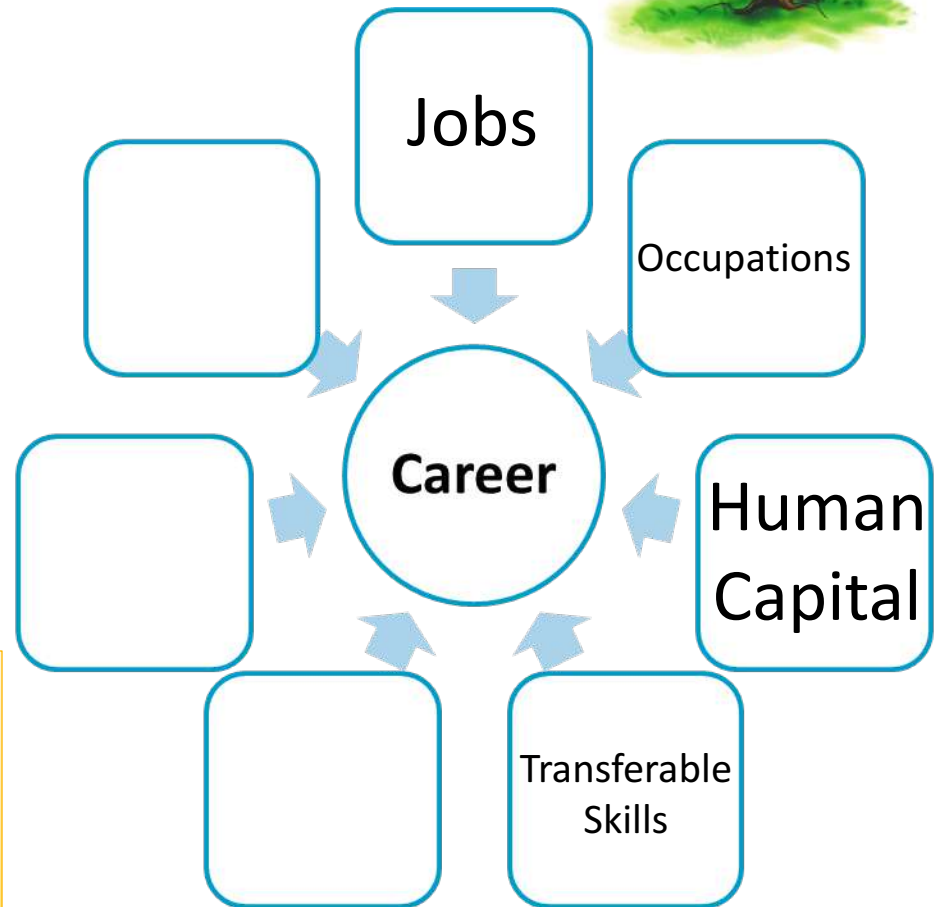 Jobs
Occupations
Career
Human
Capital
Transferable
Skills